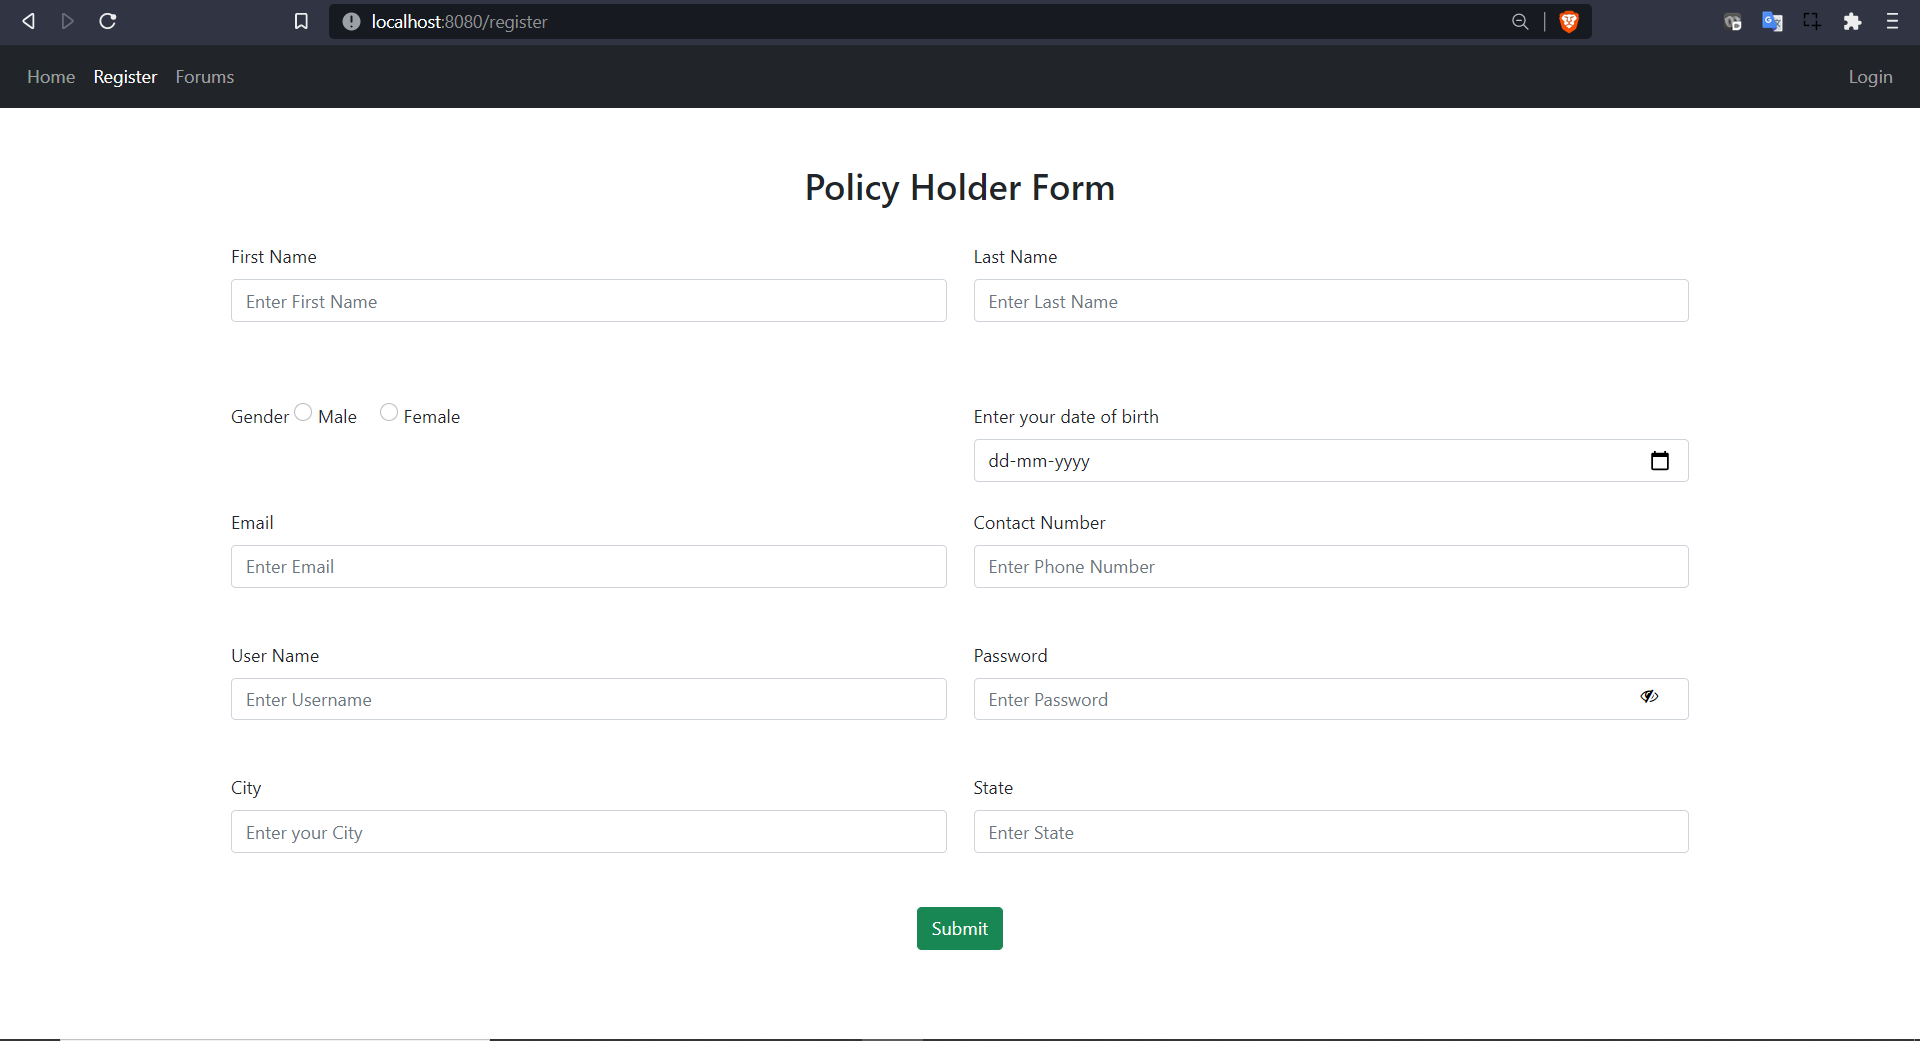 localhost:8080/register
Home Register Forums Login
Policy Holder Form
First Name Last Name
Enter First Name Enter Last Name
Gender Male Female Enter your date of birth
dd-mm-yyyy
Email Contact Number
Enter Email Enter Phone Number
User Name Password
Enter Username Enter Password
City State
Enter your City Enter State
Submit